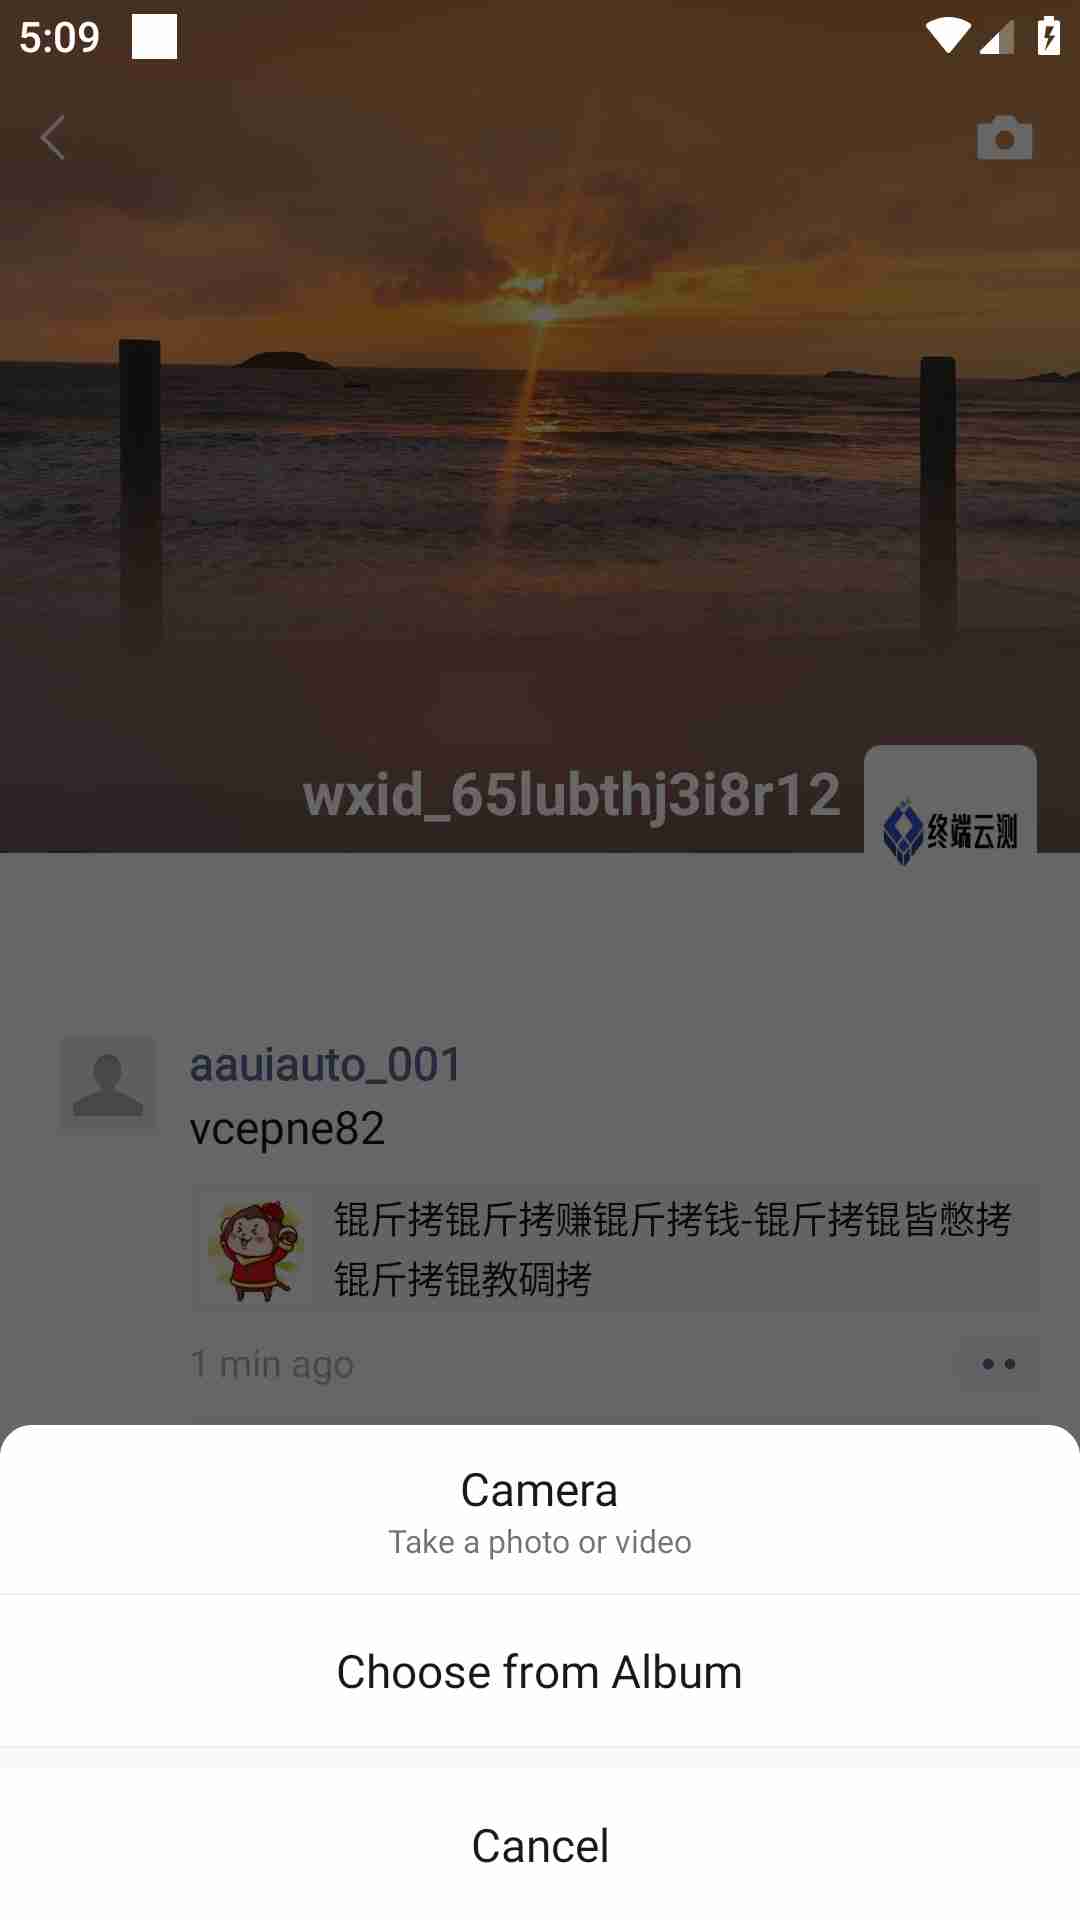 5:09
wxid_65lubthj3i8r12
终端云测
aauiauto_001
vcepne82
锟斤拷锟斤拷赚锟斤拷钱-锟斤拷锟皆憋拷
锟斤拷锟教碉拷
1 min ago
Camera
Take a photo or video
Choose from Album
Cancel